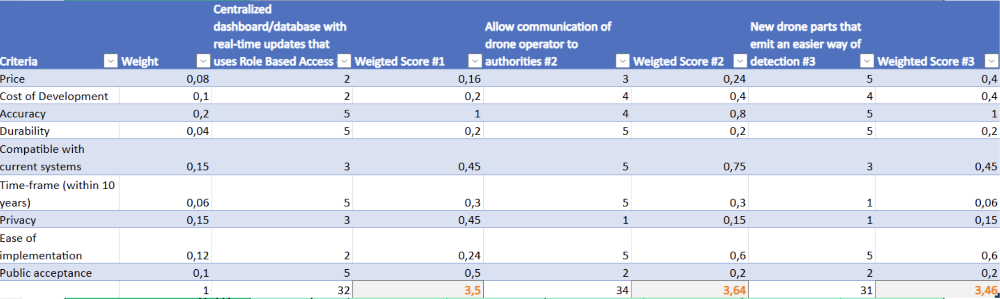 Criteria Weight Centralized dashboard/database with real-time updates that uses Role Based Access Weigted Score #1 Allow communication of drone operator to authorities #2 Weigted Score #2 New drone parts that emit an easier way of detection #3 Weighted Score #3
Price 0,08 2 0,16 3 0,24 5 0,4
Cost of Development 0,1 2 0,2 4 0,4 4 0,4
Accuracy 0,2 5 1 4 0,8 5 1
Durability 0,04 5 0,2 5 0,2 5 0,2
Compatible with
current systems 0,15 3 0,45 5 0,75 3 0,45
Time-frame (within 10
years) 0,06 5 0,3 5 0,3 1 0,06
Privacy 0,15 3 0,45 1 0,15 1 0,15
Ease of
implementation 0,12 2 0,24 5 0,6 5 0,6
Public acceptance 0,1 5 0,5 2 0,2 2 0,2
1 32 3,5 34 3,64 31 3,46